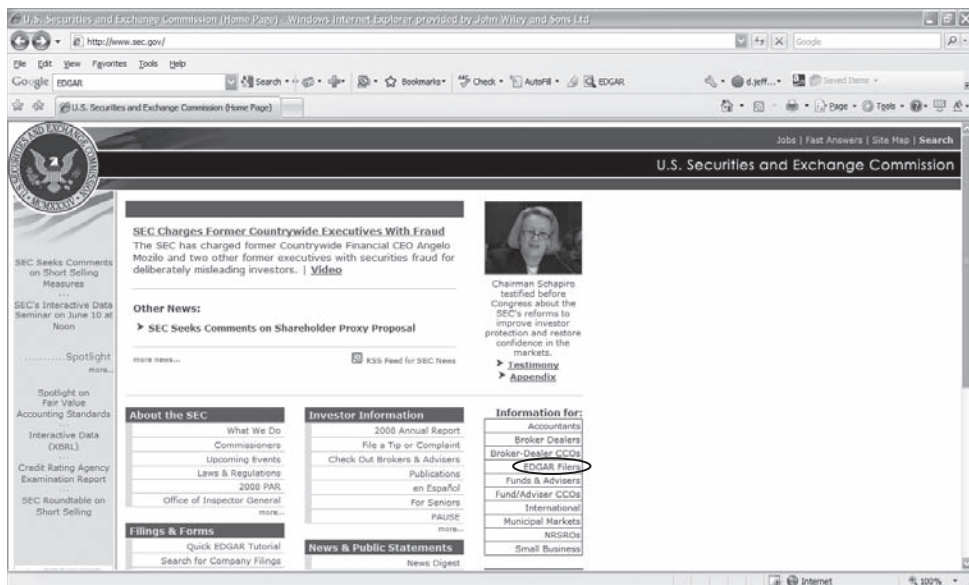 U.S. Securities and Exchange Commission (Home Page) - Windows Internet Explorer provided by John Wiley and Sons Ltd
http://www.sec.gov/
Google
File Edit View Favorites Tools Help
Google EDGAR Search Bookmarks Check AutoFill EDGAR d.jeff... Saved Items
U.S. Securities and Exchange Commission (Home Page) Page Tools
Jobs | Fast Answers | Site Map | Search
U.S. Securities and Exchange Commission
SEC Seeks Comments
on Short Selling
Measures
...
SEC's Interactive Data
Seminar on June 10 at
Noon
............Spotlight
more...
Spotlight on
Fair Value
Accounting Standards
...
Interactive Data
(XBRL)
...
Credit Rating Agency
Examination Report
...
SEC Roundtable on
Short Selling
SEC Charges Former Countrywide Executives With Fraud
The SEC has charged former Countrywide Financial CEO Angelo
Mozilo and two other former executives with securities fraud for
deliberately misleading investors. | Video
Other News:
SEC Seeks Comments on Shareholder Proxy Proposal
more news...
RSS Feed for SEC News
Chairman Schapiro
testified before
Congress about the
SEC's reforms to
improve investor
protection and restore
confidence in the
markets.
Testimony
Appendix
About the SEC
What We Do
Commissioners
Upcoming Events
Laws & Regulations
2008 PAR
Office of Inspector General
more...
Filings & Forms
Quick EDGAR Tutorial
Search for Company Filings
Investor Information
2008 Annual Report
File a Tip or Complaint
Check Out Brokers & Advisers
Publications
en Español
For Seniors
PAUSE
more...
News & Public Statements
News Digest
Information for:
Accountants
Broker Dealers
Broker-Dealer CCOs
EDGAR Filers
Funds & Advisers
Fund/Adviser CCOs
International
Municipal Markets
NRSROs
Small Business
Internet
100%